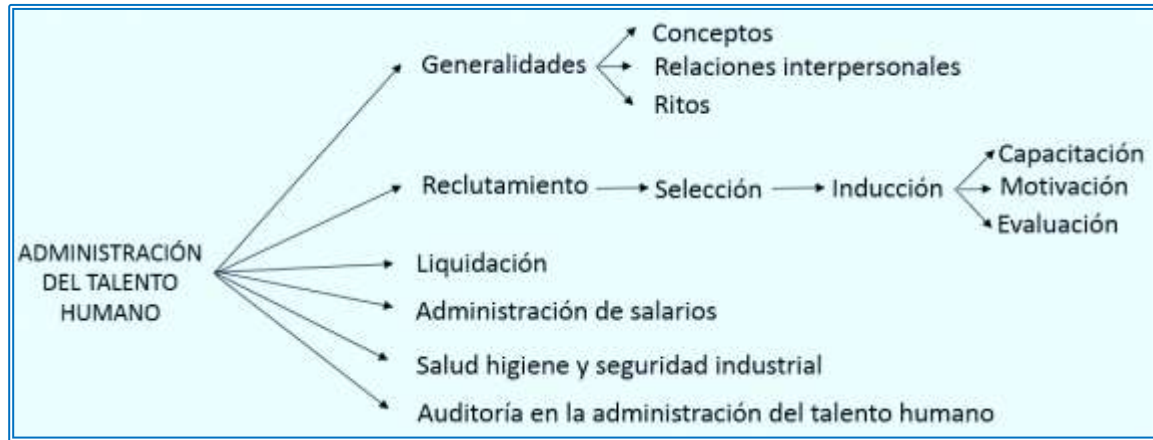 Conceptos
Generalidades
Relaciones interpersonales
Ritos
Capacitación
Reclutamiento
Selección
Inducción
Motivación
Evaluación
ADMINISTRACIÓN
DEL TALENTO
HUMANO
Liquidación
Administración de salarios
Salud higiene y seguridad industrial
Auditoría en la administración del talento humano